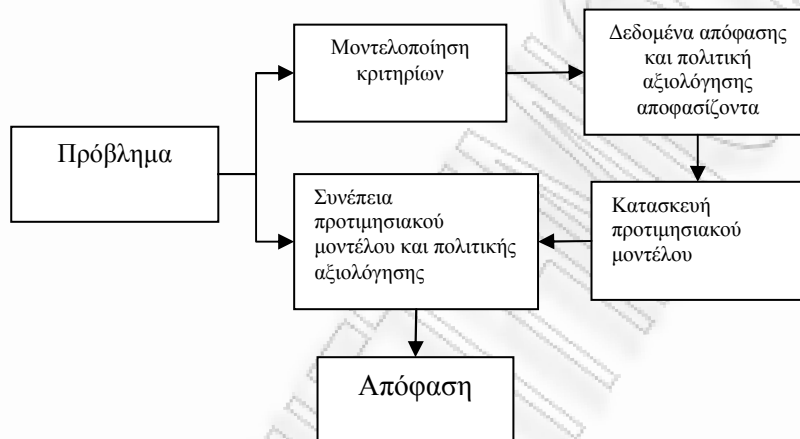 Πρόβλημα
Μοντελοποίηση
κριτηρίων
Δεδομένα απόφασης
και πολιτική
αξιολόγησης
αποφασίζοντα
Συνέπεια
προτιμησιακού
μοντέλου και πολιτικής
αξιολόγησης
Κατασκευή
προτιμησιακού
μοντέλου
Απόφαση